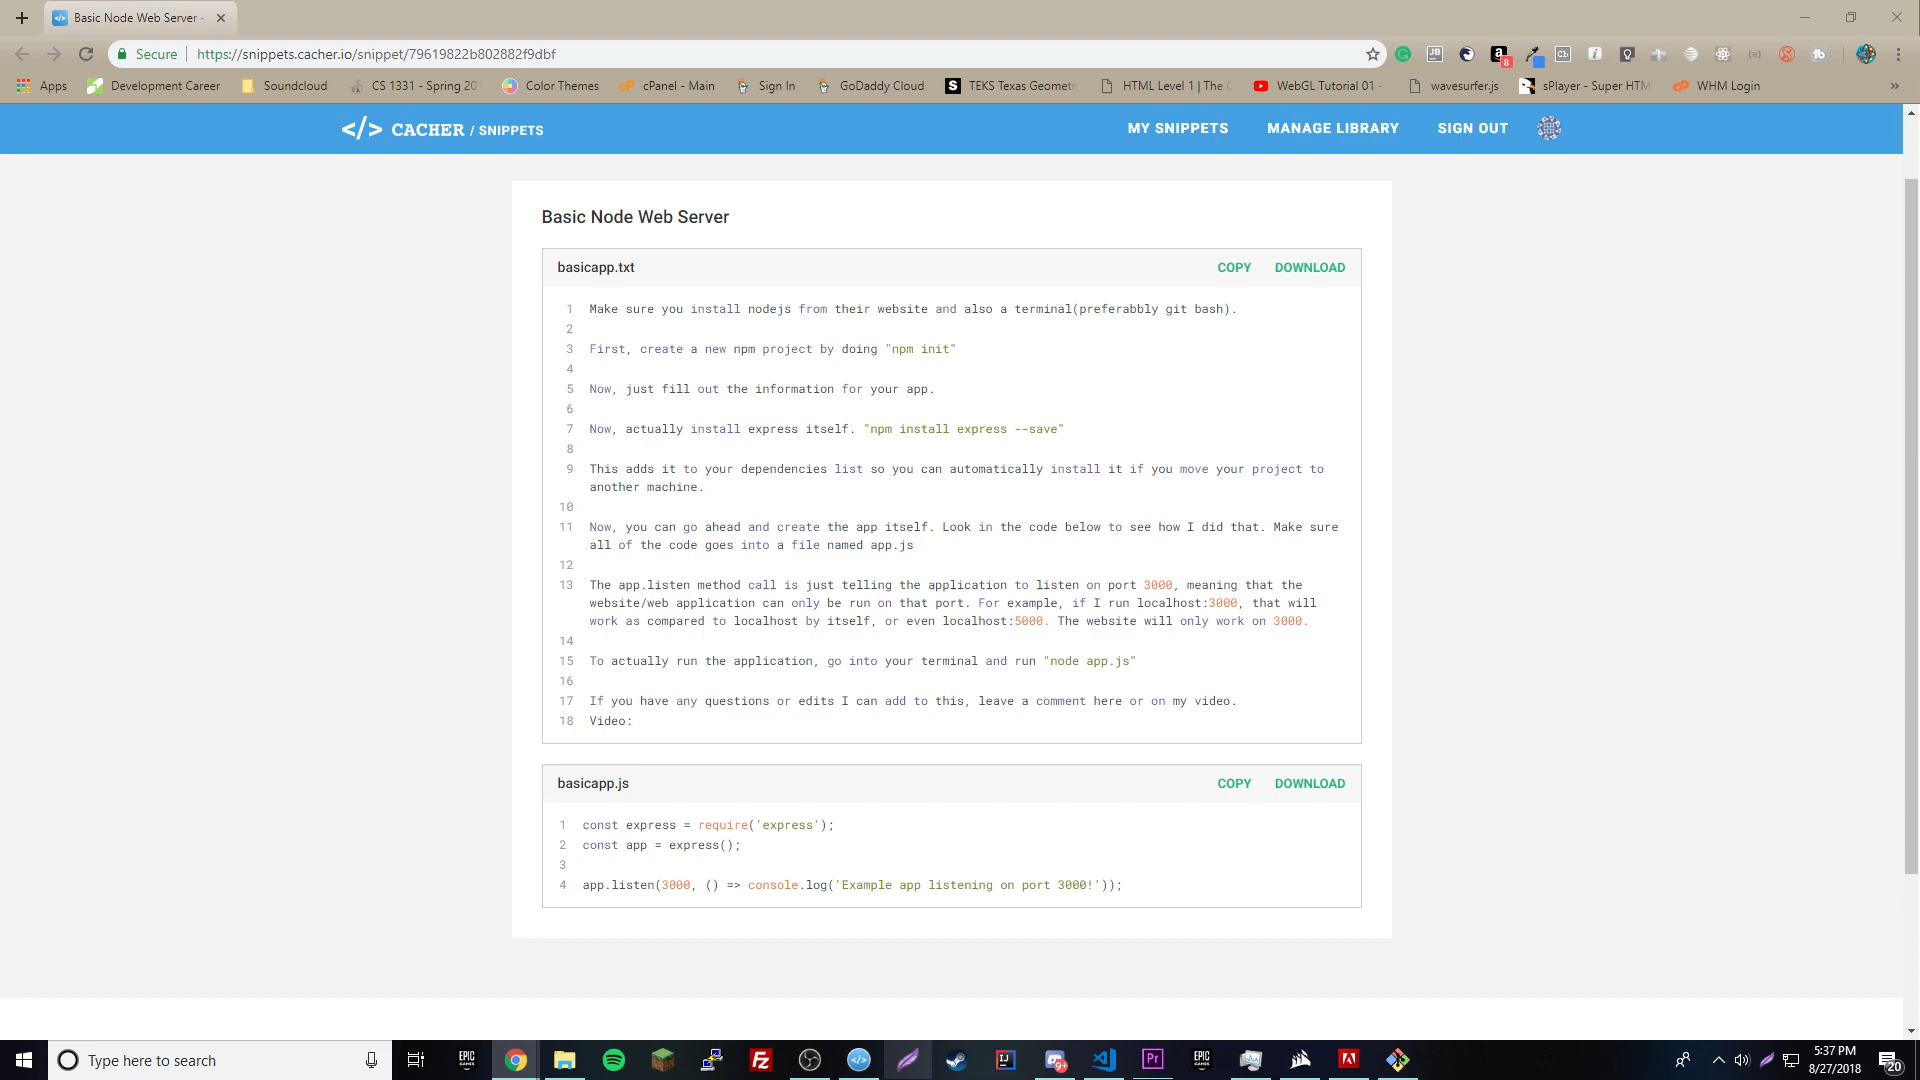 Basic Node Web Server -
Secure
https://snippets.cacher.io/snippet/79619822b802882f9dbf
8
Apps
Development Career
Soundcloud
CS 1331 - Spring 20
Color Themes
cPanel - Main
Sign In
GoDaddy Cloud
TEKS Texas Geometr
HTML Level 1 | The
WebGL Tutorial 01 -
wavesurfer.js
sPlayer - Super HTM
WHM Login
</> CACHER / SNIPPETS
MY SNIPPETS
MANAGE LIBRARY
SIGN OUT
Basic Node Web Server
basicapp.txt
COPY
DOWNLOAD
1 Make sure you install nodejs from their website and also a terminal(preferabbly git bash).
2
3 First, create a new npm project by doing "npm init"
4
5 Now, just fill out the information for your app.
6
7 Now, actually install express itself. "npm install express --save"
8
9 This adds it to your dependencies list so you can automatically install it if you move your project to
another machine.
10
11 Now, you can go ahead and create the app itself. Look in the code below to see how I did that. Make sure
all of the code goes into a file named app.js
12
13 The app.listen method call is just telling the application to listen on port 3000, meaning that the
website/web application can only be run on that port. For example, if I run localhost:3000, that will
work as compared to localhost by itself, or even localhost:5000. The website will only work on 3000.
14
15 To actually run the application, go into your terminal and run "node app.js"
16
17 If you have any questions or edits I can add to this, leave a comment here or on my video.
18 Video:
basicapp.js
COPY
DOWNLOAD
1 const express = require('express');
2 const app = express();
3
4 app.listen(3000, () => console.log('Example app listening on port 3000!'));
Type here to search
5:37 PM
8/27/2018
20